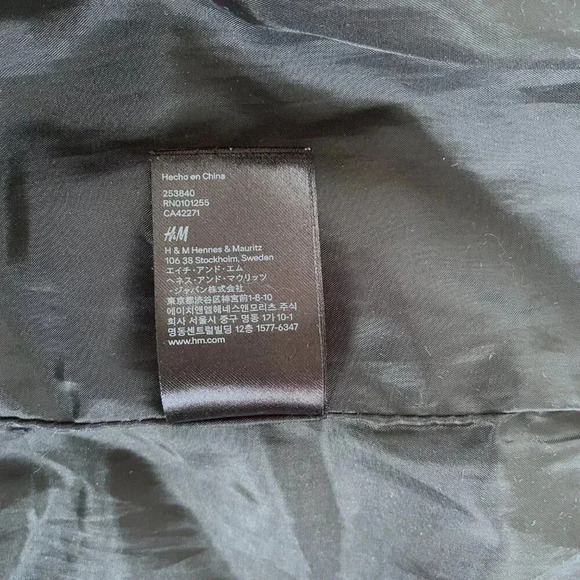 Hecho en China
253840
RN0101255
CA42271
H&M
H & M Hennes & Mauritz
106 38 Stockholm, Sweden
エイチ・アンド・エム
ヘネス・アンド・マウリッツ
・ジャパン株式会社
東京都渋谷区神宮前1-8-10
에이치앤엠헤네스앤모리츠 주식
회사 서울시 중구 명동 1가 10-1
명동센트럴빌딩 12층 1577-6347
www.hm.com